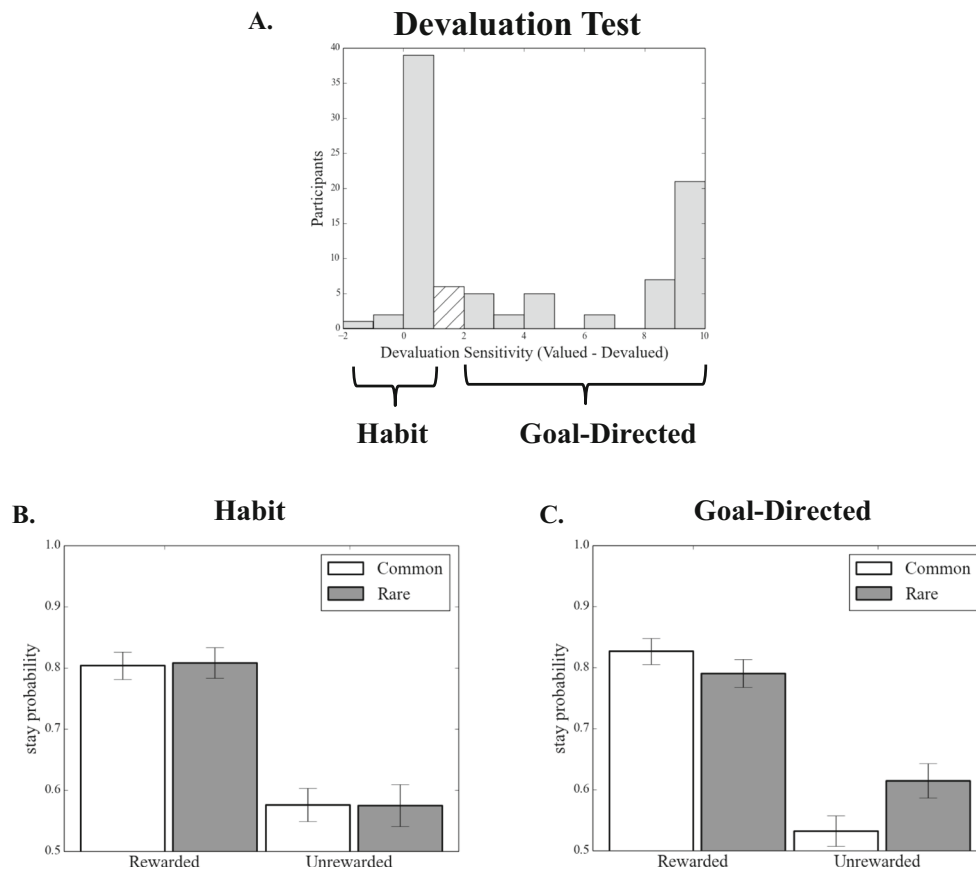 A.
Devaluation Test
40
35
30
25
20
15
10
5
0
Participants
−2 0 2 4 6 8 10
Devaluation Sensitivity (Valued - Devalued)
Habit Goal-Directed
B.
Habit
1.0
0.9
0.8
0.7
0.6
0.5
stay probability
Common
Rare
Rewarded Unrewarded
C.
Goal-Directed
1.0
0.9
0.8
0.7
0.6
0.5
stay probability
Common
Rare
Rewarded Unrewarded